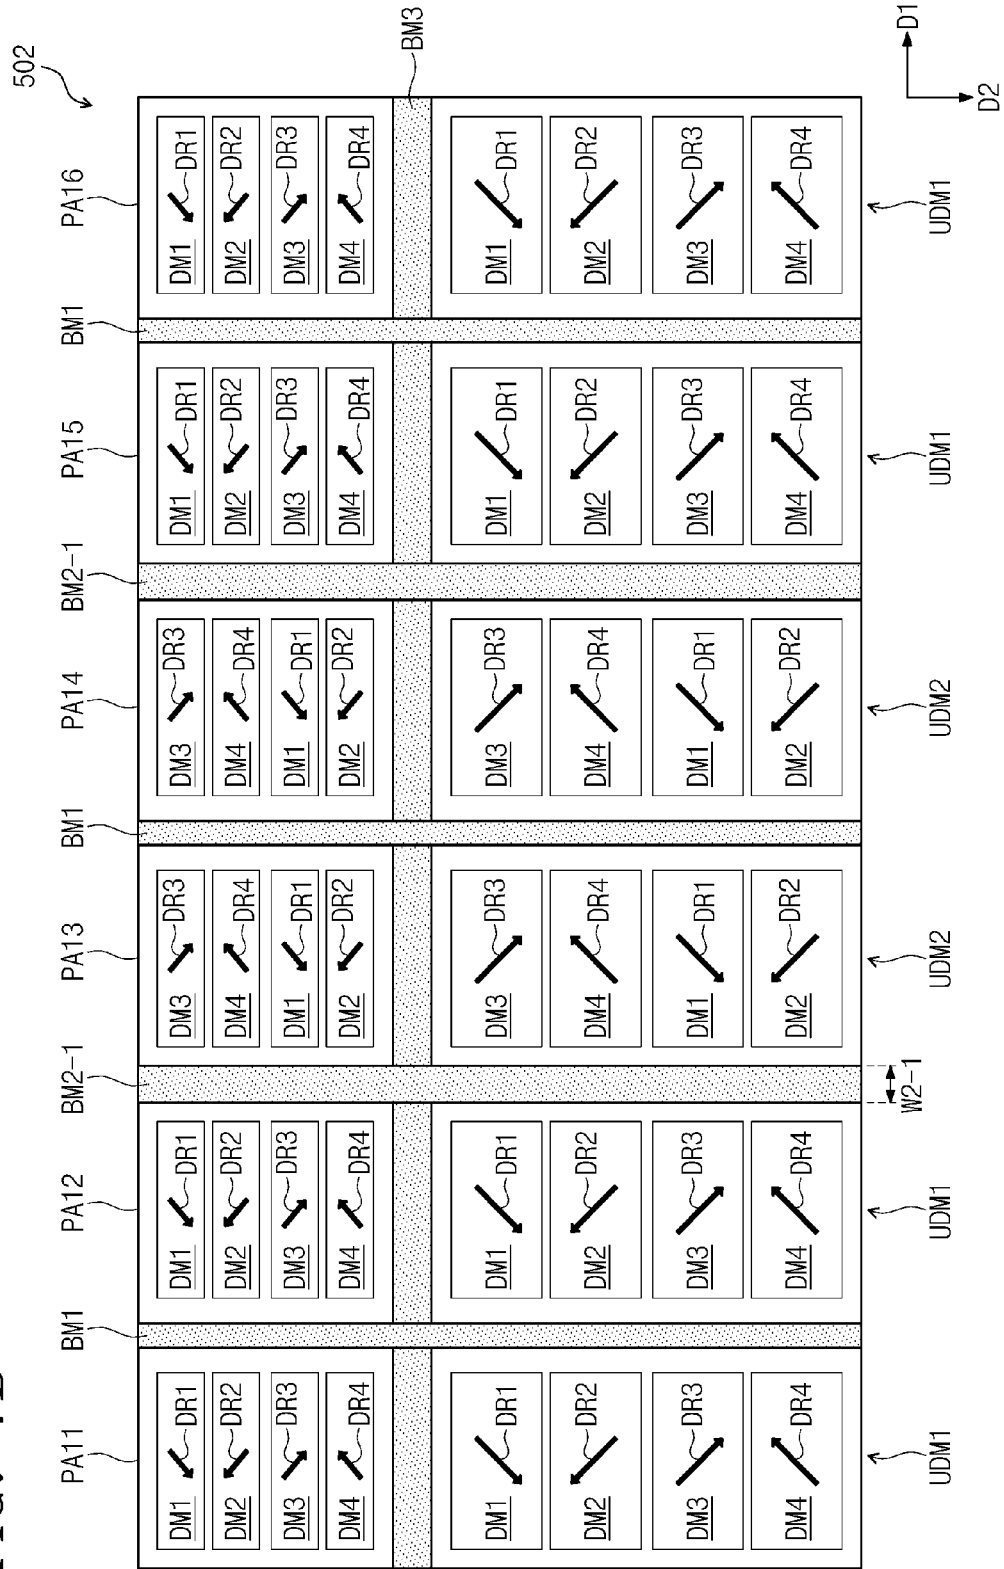 502
PA11 BM1 PA12 BM2-1 PA13 BM1 PA14 BM2-1 PA15 BM1 PA16
DM1 DR1 DM1 DR1 DM3 DR3 DM3 DR3 DM1 DR1 DM1 DR1
DM2 DR2 DM2 DR2 DM4 DR4 DM4 DR4 DM2 DR2 DM2 DR2
DM3 DR3 DM3 DR3 DM1 DR1 DM1 DR1 DM3 DR3 DM3 DR3
DM4 DR4 DM4 DR4 DM2 DR2 DM2 DR2 DM4 DR4 DM4 DR4
BM3
DM1 DR1 DM1 DR1 DM3 DR3 DM3 DR3 DM1 DR1 DM1 DR1
DM2 DR2 DM2 DR2 DM4 DR4 DM4 DR4 DM2 DR2 DM2 DR2
DM3 DR3 DM3 DR3 DM1 DR1 DM1 DR1 DM3 DR3 DM3 DR3
DM4 DR4 DM4 DR4 DM2 DR2 DM2 DR2 DM4 DR4 DM4 DR4
W2-1
D1
UDM1 UDM1 UDM2 UDM2 UDM1 UDM1
D2